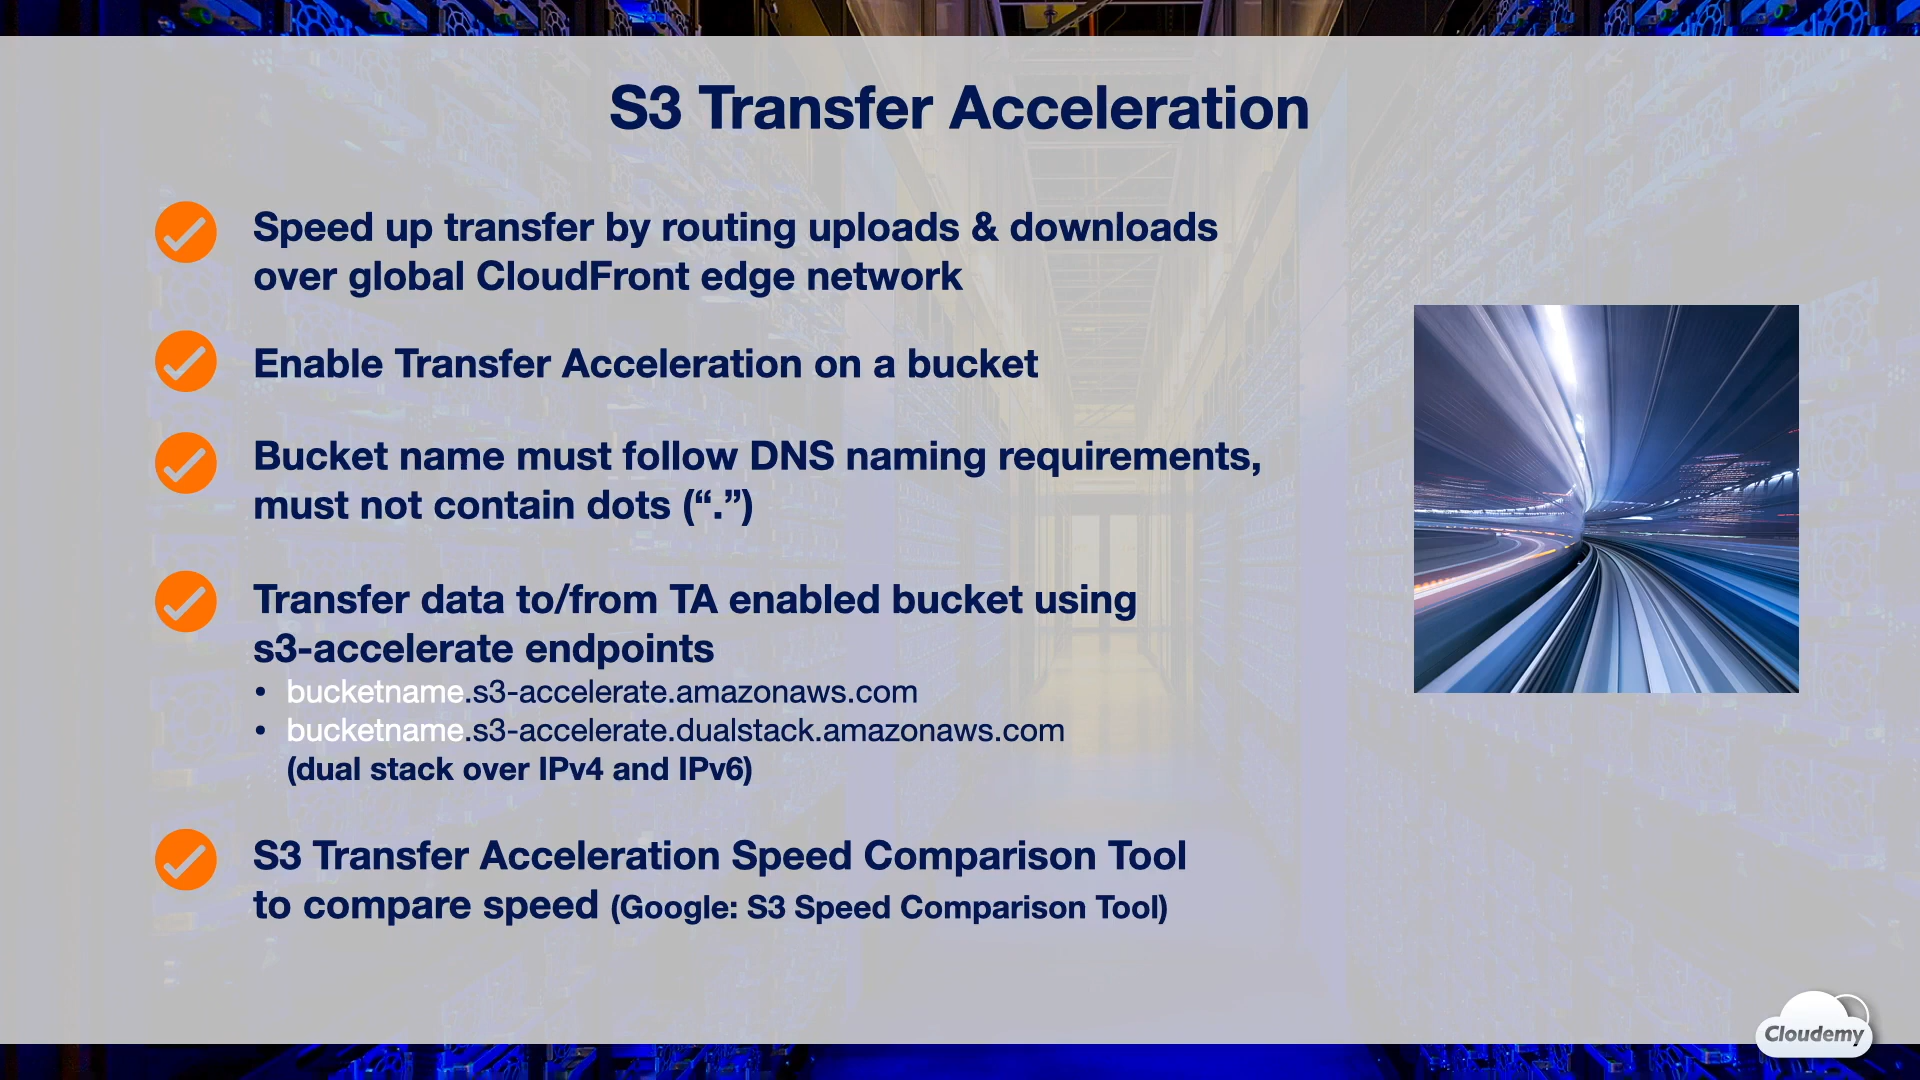 S3 Transfer Acceleration
Speed up transfer by routing uploads & downloads
over global CloudFront edge network
Enable Transfer Acceleration on a bucket
Bucket name must follow DNS naming requirements,
must not contain dots (“.”)
Transfer data to/from TA enabled bucket using
s3-accelerate endpoints
• bucketname.s3-accelerate.amazonaws.com
• bucketname.s3-accelerate.dualstack.amazonaws.com
(dual stack over IPv4 and IPv6)
S3 Transfer Acceleration Speed Comparison Tool
to compare speed (Google: S3 Speed Comparison Tool)
Cloudemy